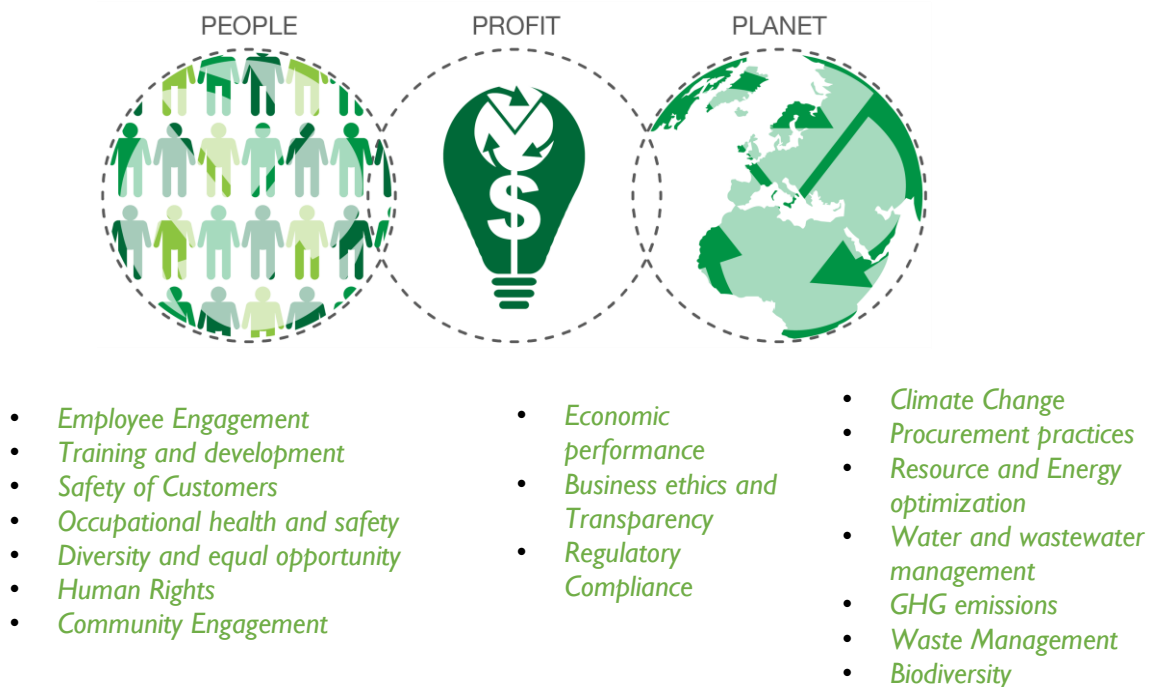 PEOPLE
PROFIT
PLANET
$
• Employee Engagement
• Training and development
• Safety of Customers
• Occupational health and safety
• Diversity and equal opportunity
• Human Rights
• Community Engagement
• Economic
performance
• Business ethics and
Transparency
• Regulatory
Compliance
• Climate Change
• Procurement practices
• Resource and Energy
optimization
• Water and wastewater
management
• GHG emissions
• Waste Management
• Biodiversity